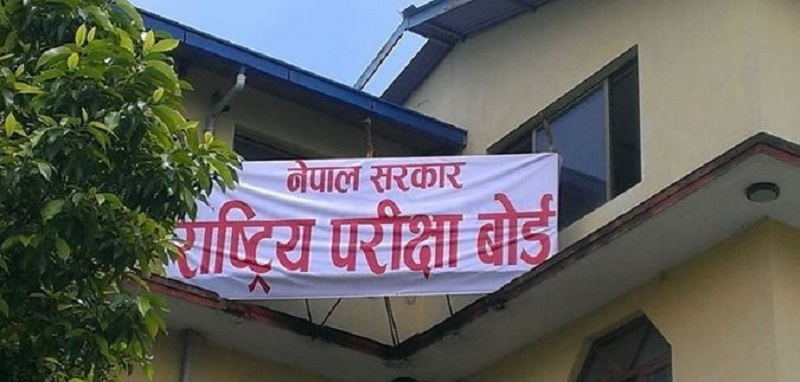 नेपाल सरकार
राष्ट्रिय परीक्षा बोर्ड